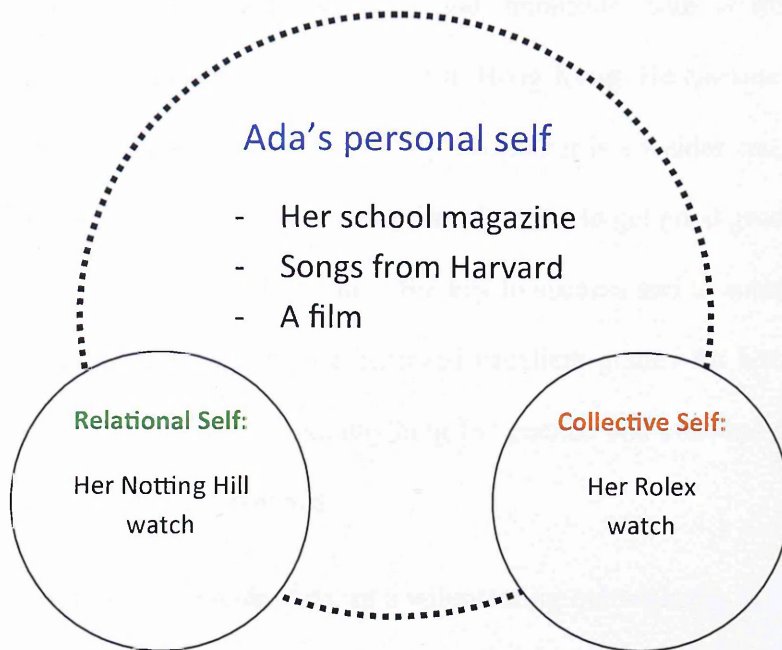 Ada's personal self
- Her school magazine
- Songs from Harvard
- A film
Relational Self:
Her Notting Hill
watch
Collective Self:
Her Rolex
watch